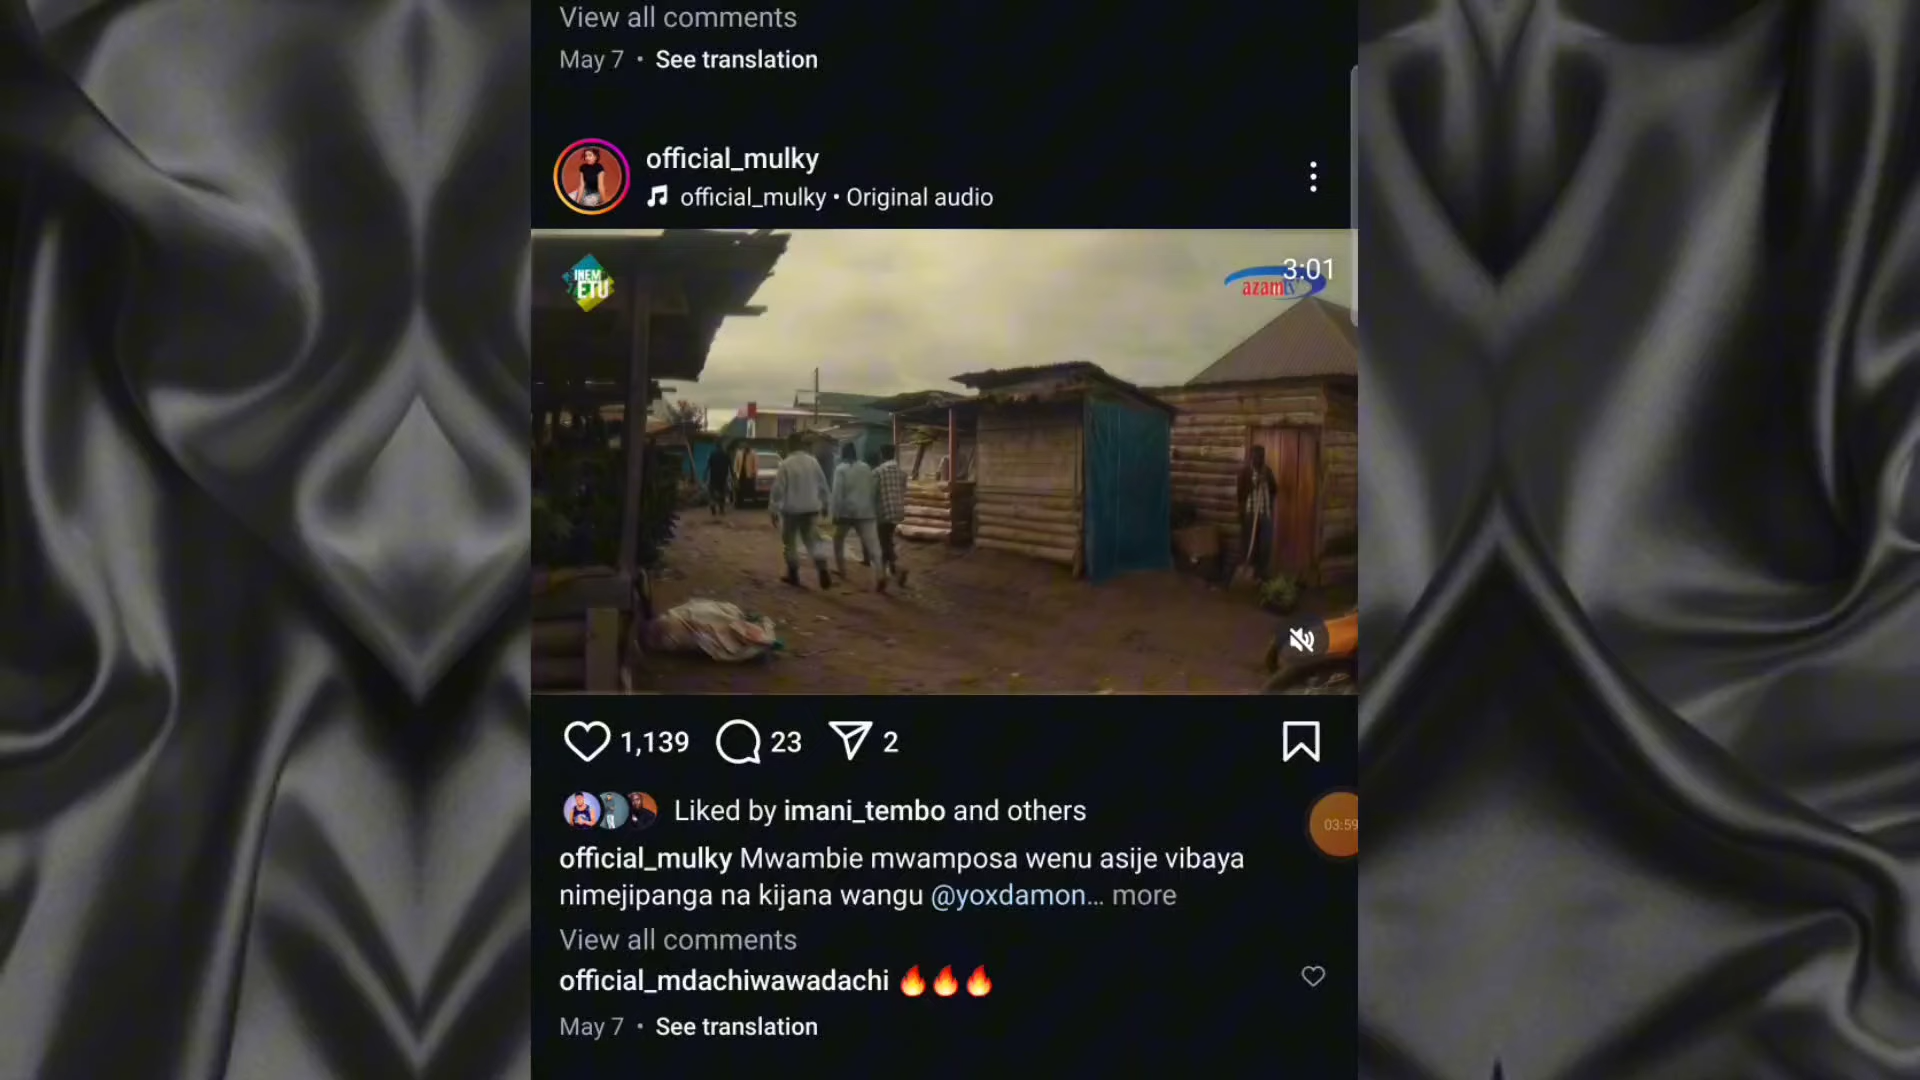 View all comments
May 7 • See translation
official_mulky
official_mulky • Original audio
3:01
azamtv
ETU
1,139
23
2
Liked by imani_tembo and others
03:59
official_mulky Mwambie mwamposa wenu asije vibaya
nimejipanga na kijana wangu @yoxdamon... more
View all comments
official_mdachiwawadachi 🔥🔥🔥
May 7 • See translation